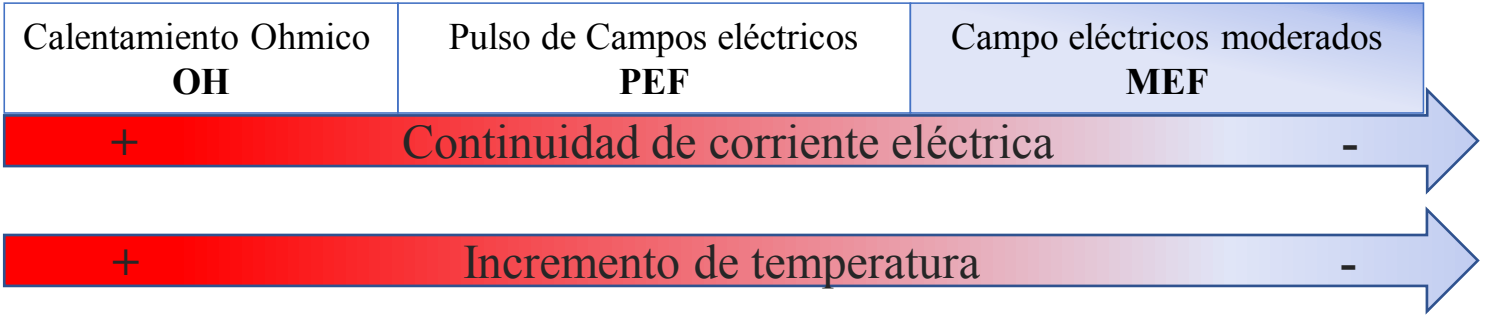 Calentamiento Ohmico
OH
Pulso de Campos eléctricos
PEF
Campo eléctricos moderados
MEF
+ Continuidad de corriente eléctrica -
+ Incremento de temperatura -